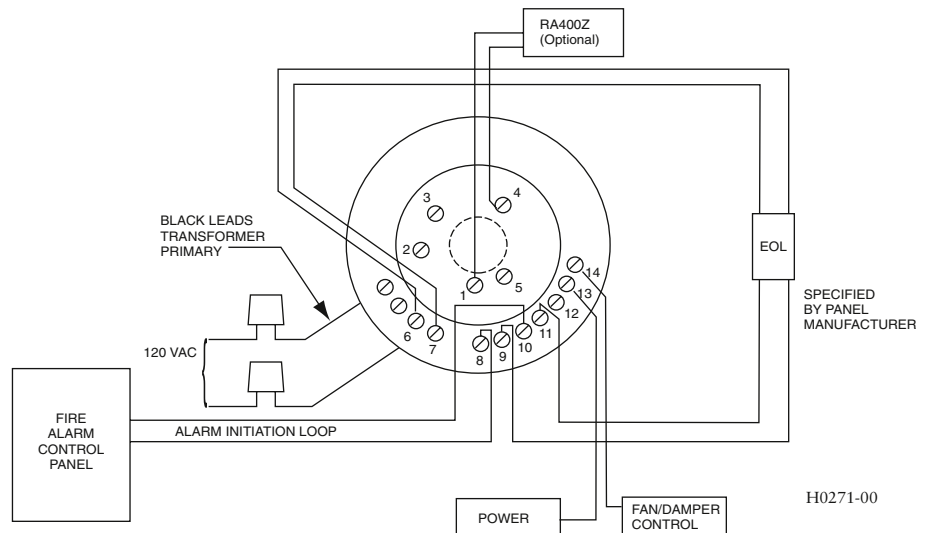 RA400Z
(Optional)
3
4
BLACK LEADS
TRANSFORMER
PRIMARY
2
EOL
14
5
13
1
SPECIFIED
BY PANEL
MANUFACTURER
12
6
11
7
10
8
9
120 VAC
FIRE
ALARM
CONTROL
PANEL
ALARM INITIATION LOOP
H0271-00
POWER
FAN/DAMPER
CONTROL